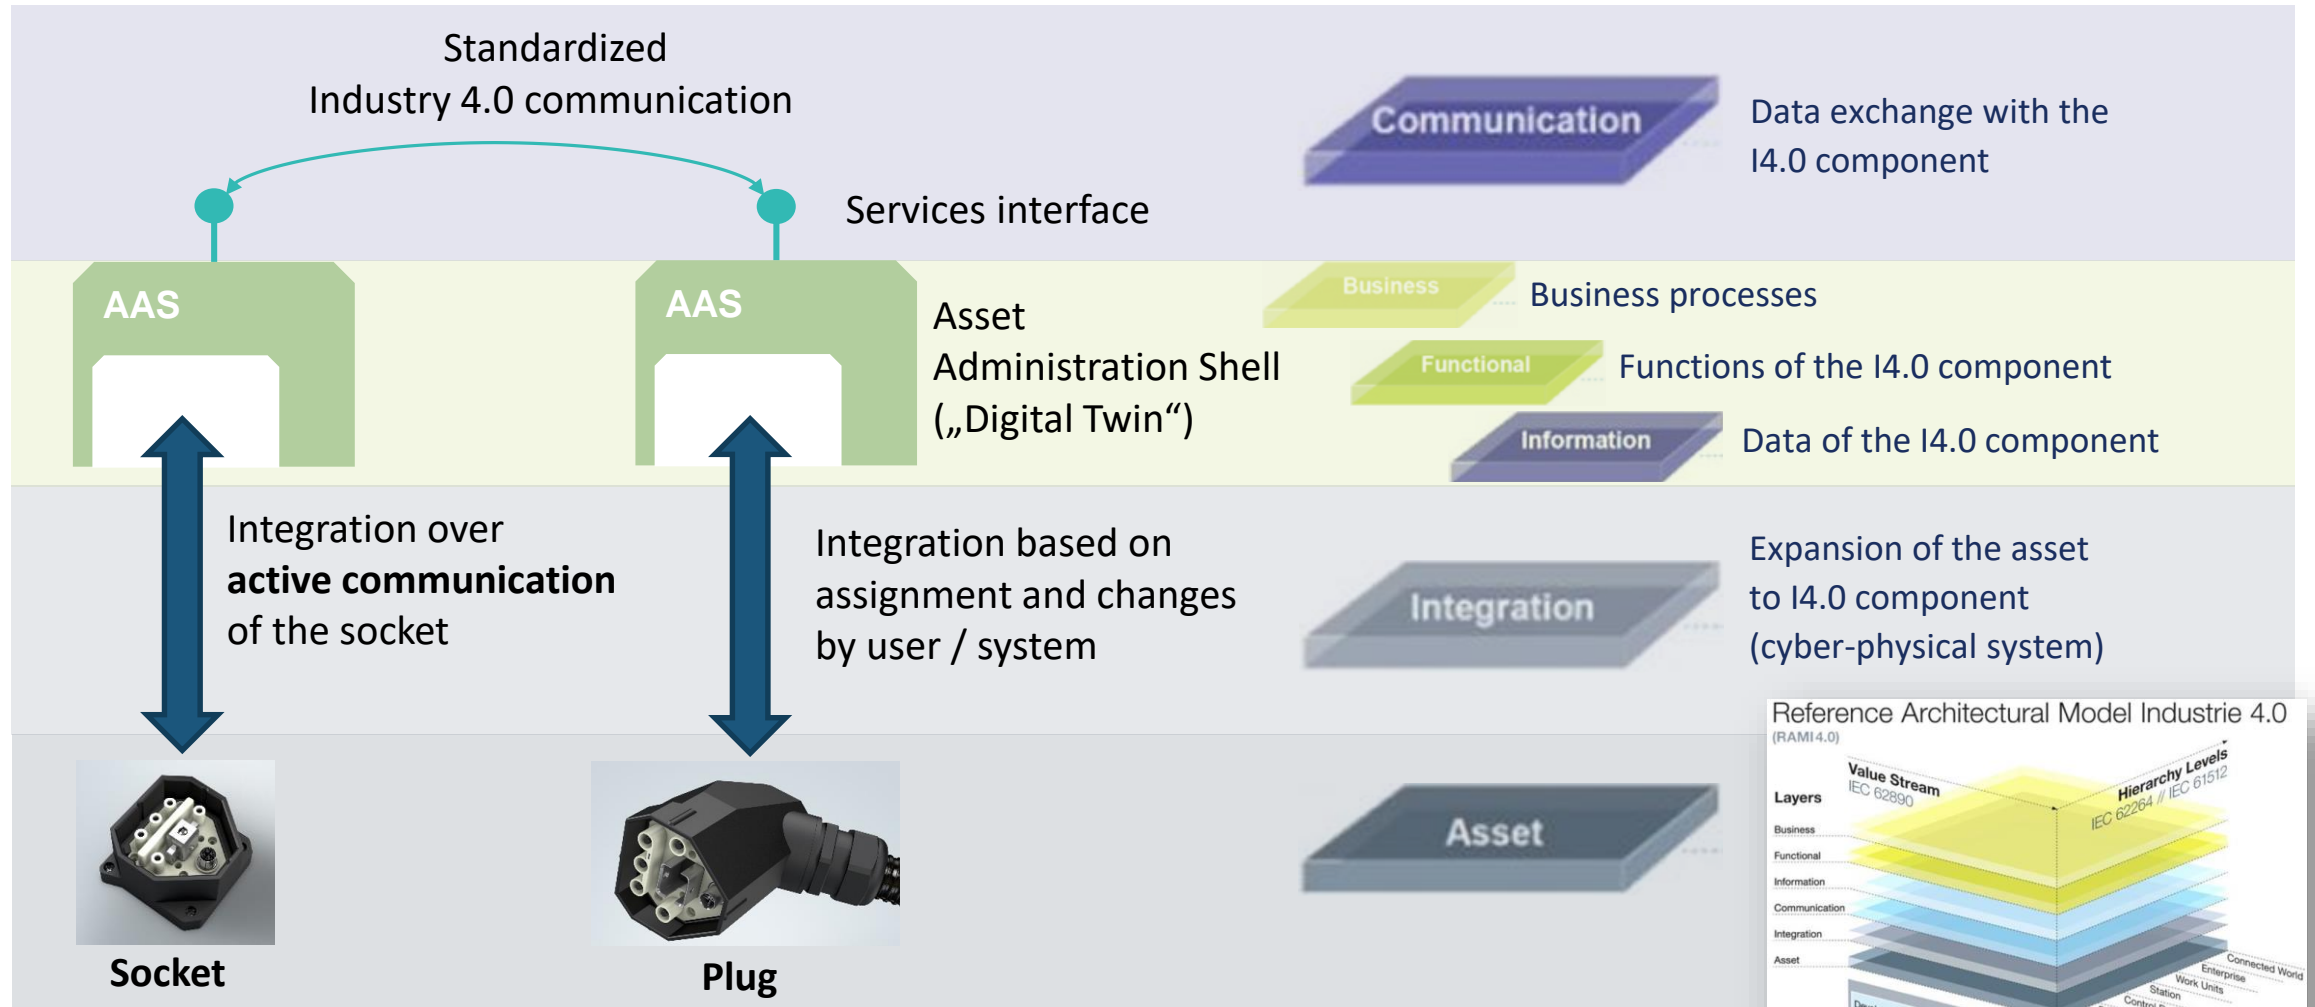 Standardized
Industry 4.0 communication
Services interface
Communication
Data exchange with the
I4.0 component
AAS
AAS
Asset
Administration Shell
(„Digital Twin“)
Business
Business processes
Functional
Functions of the I4.0 component
Information
Data of the I4.0 component
Integration over
active communication
of the socket
Integration based on
assignment and changes
by user / system
Integration
Expansion of the asset
to I4.0 component
(cyber-physical system)
Asset
Socket
Plug
Reference Architectural Model Industrie 4.0
(RAMI 4.0)
Value Stream
IEC 62890
Hierarchy Levels
IEC 62264 // IEC 61512
Layers
Business
Functional
Information
Communication
Integration
Asset
Connected World
Enterprise
Work Units
Station